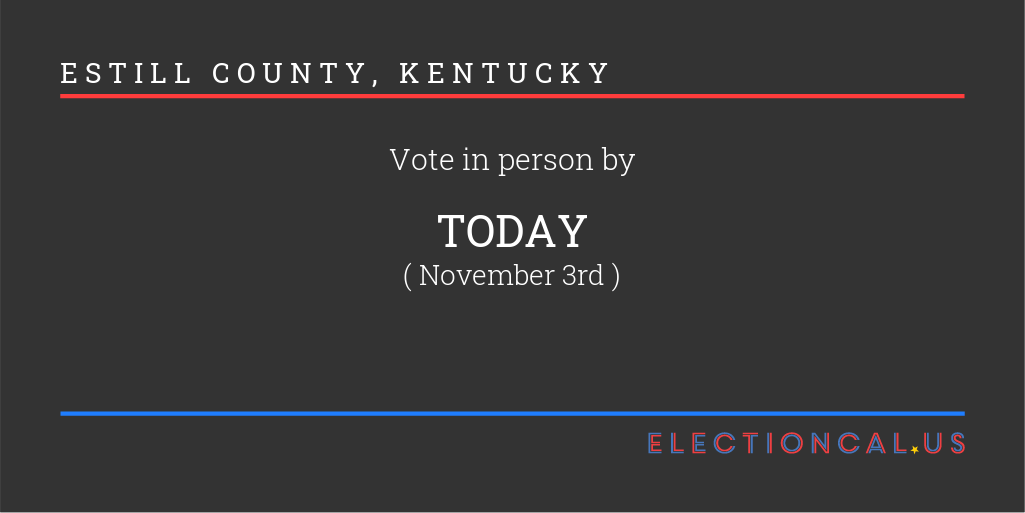 ESTILL COUNTY, KENTUCKY
Vote in person by
TODAY
( November 3rd )
ELECTIONCAL.US